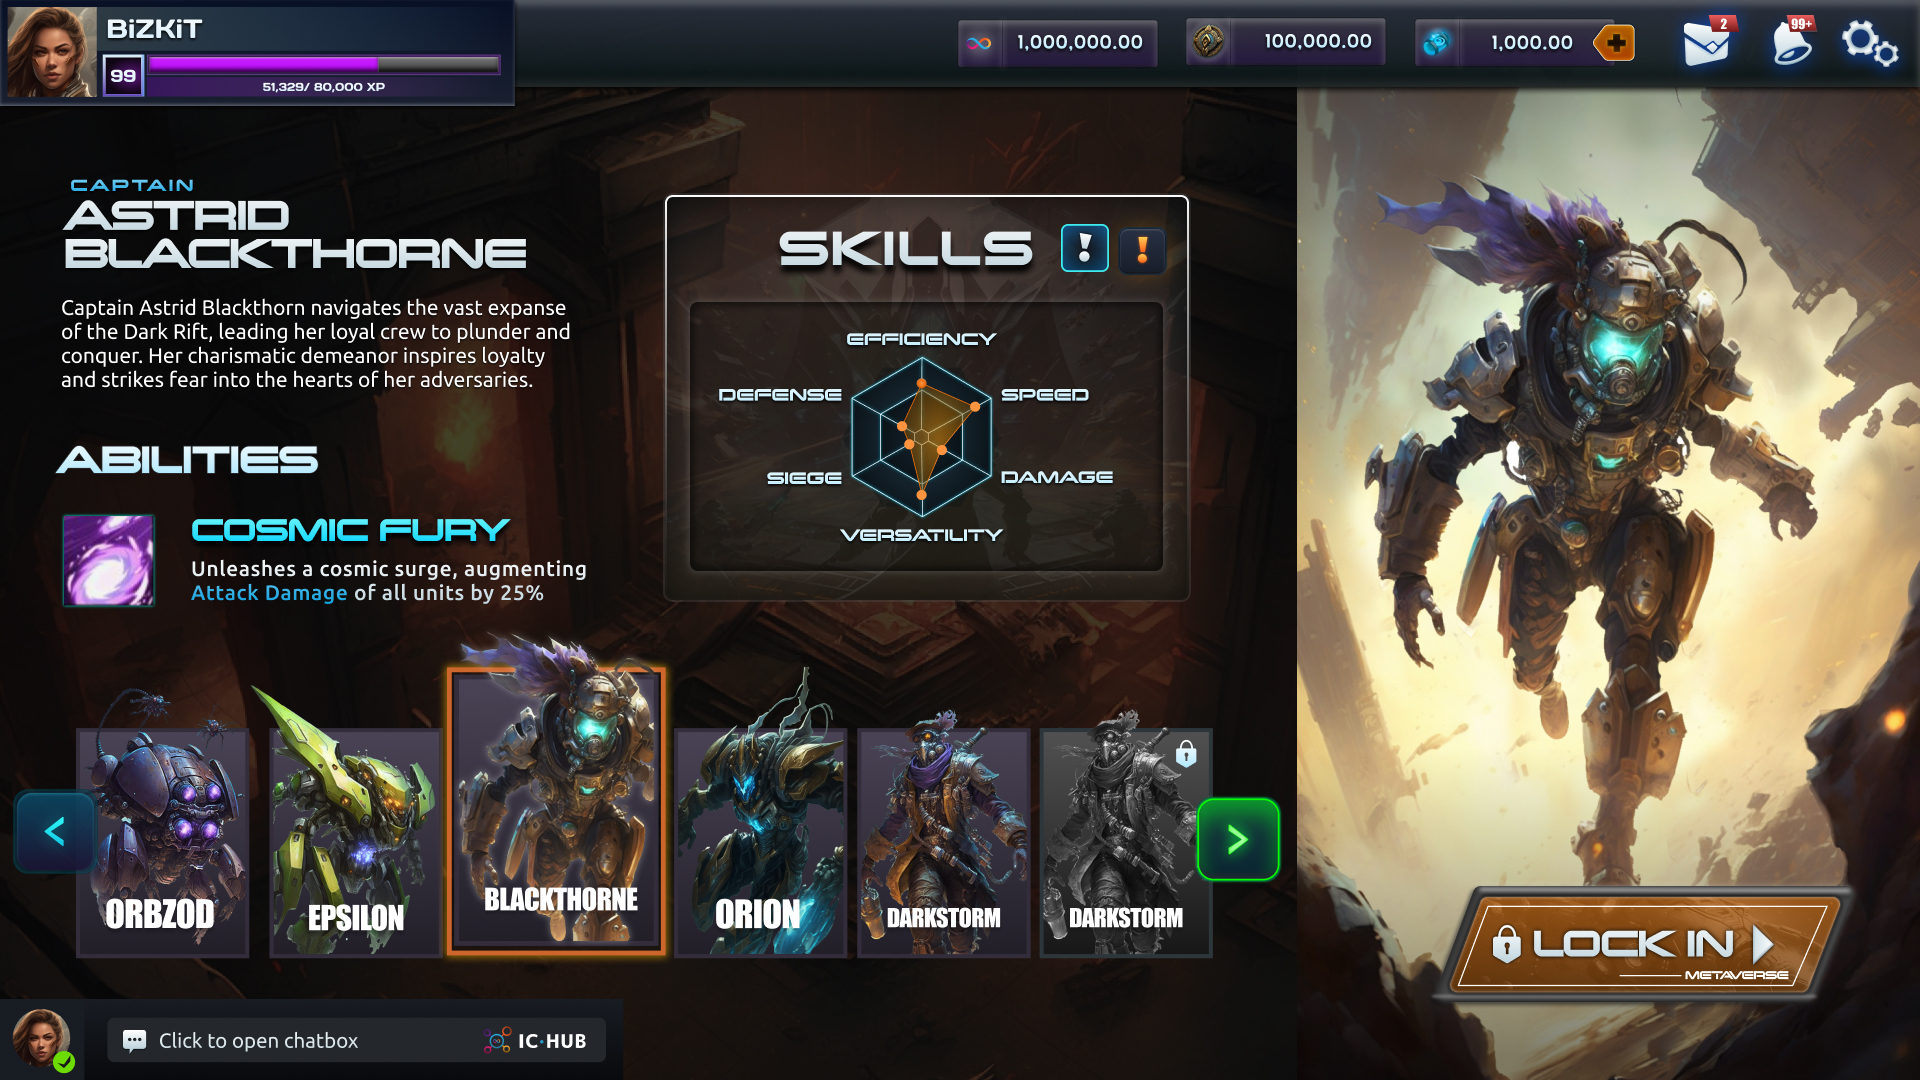 BiZKiT
99
51,329/ 80,000 XP
1,000,000.00
100,000.00
1,000.00
2
99+
CAPTAIN
ASTRID
BLACKTHORNE
Captain Astrid Blackthorn navigates the vast expanse
of the Dark Rift, leading her loyal crew to plunder and
conquer. Her charismatic demeanor inspires loyalty
and strikes fear into the hearts of her adversaries.
ABILITIES
COSMIC FURY
Unleashes a cosmic surge, augmenting
Attack Damage of all units by 25%
SKILLS
EFFICIENCY
DEFENSE
SPEED
SIEGE
DAMAGE
VERSATILITY
ORBZOD
EPSILON
BLACKTHORNE
ORION
DARKSTORM
DARKSTORM
LOCK IN
METAVERSE
Click to open chatbox
IC·HUB